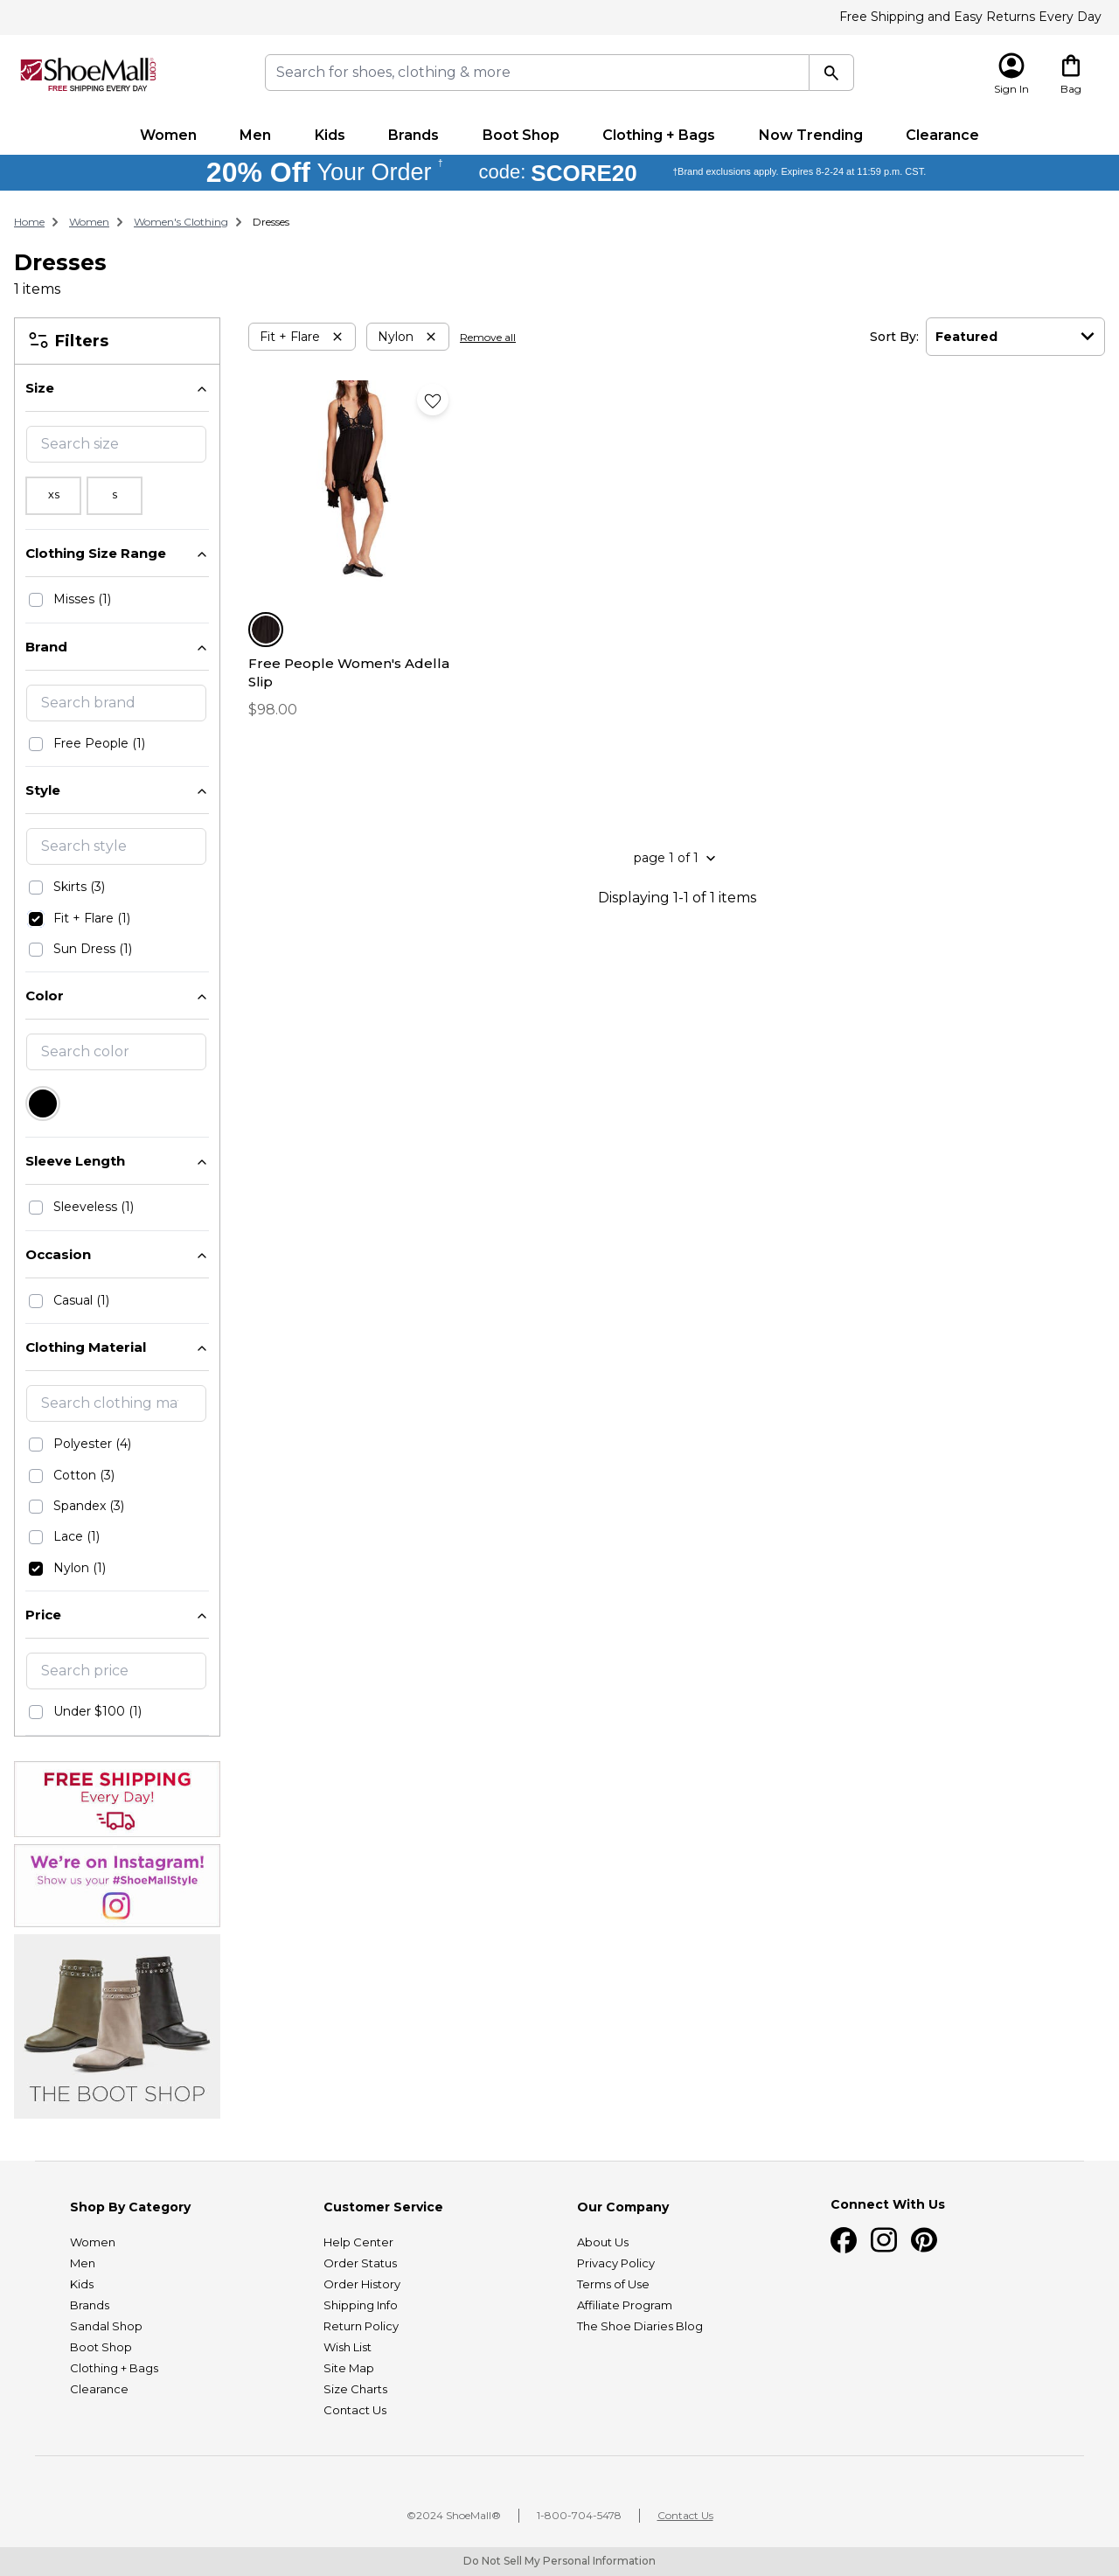 Free Shipping and Easy Returns Every Day
ShoeMall.com
FREE SHIPPING EVERY DAY
Search for shoes, clothing & more
Sign In
Bag
Women Men Kids Brands Boot Shop Clothing + Bags Now Trending Clearance
20% Off Your Order † code: SCORE20 †Brand exclusions apply. Expires 8-2-24 at 11:59 p.m. CST.
Home Women Women's Clothing Dresses
Dresses
1 items
Filters
Fit + Flare
Nylon
Remove all
Sort By: Featured
Size
Search size
xs s
Clothing Size Range
Misses (1)
Brand
Search brand
Free People (1)
Style
Search style
Skirts (3)
Fit + Flare (1)
Sun Dress (1)
Color
Search color
Sleeve Length
Sleeveless (1)
Occasion
Casual (1)
Clothing Material
Search clothing ma
Polyester (4)
Cotton (3)
Spandex (3)
Lace (1)
Nylon (1)
Price
Search price
Under $100 (1)
Free People Women's Adella
Slip
$98.00
page 1 of 1
Displaying 1-1 of 1 items
FREE SHIPPING
Every Day!
We're on Instagram!
Show us your #ShoeMallStyle
THE BOOT SHOP
Shop By Category
Women
Men
Kids
Brands
Sandal Shop
Boot Shop
Clothing + Bags
Clearance
Customer Service
Help Center
Order Status
Order History
Shipping Info
Return Policy
Wish List
Site Map
Size Charts
Contact Us
Our Company
About Us
Privacy Policy
Terms of Use
Affiliate Program
The Shoe Diaries Blog
Connect With Us
©2024 ShoeMall® 1-800-704-5478 Contact Us
Do Not Sell My Personal Information